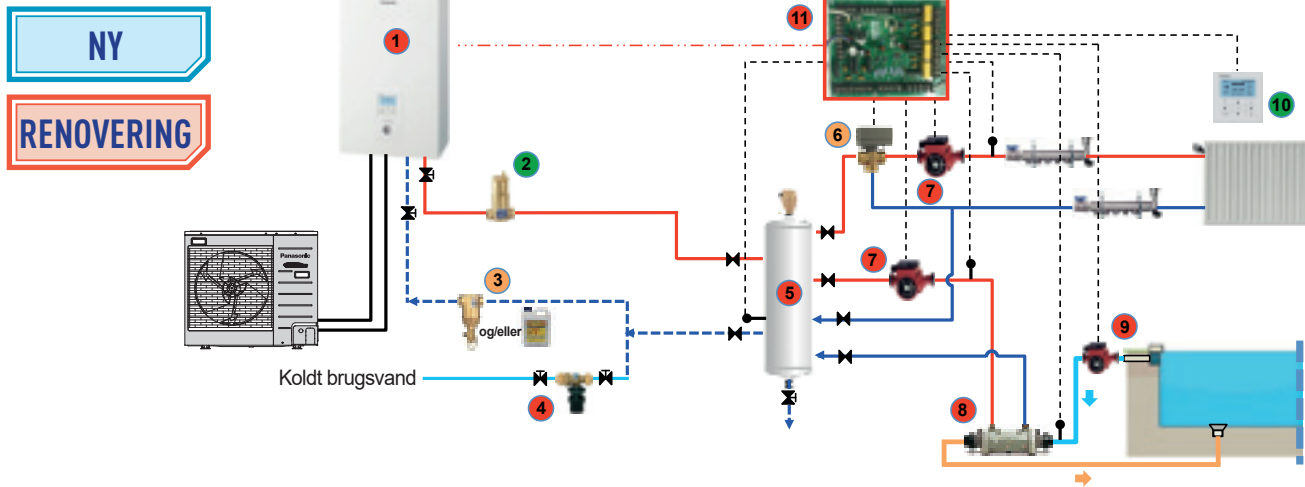 NY
RENOVERING
1
11
10
2
6
7
Panasonic
3
7
5
og/eller
9
Koldt brugsvand
4
8